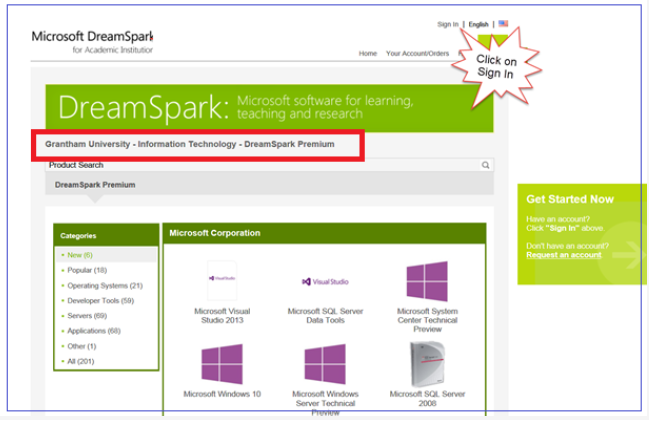 Sign In | English |
Microsoft DreamSpark
for Academic Institution
Home Your Account/Orders
Click on
Sign In
DreamSpark: Microsoft software for learning,
teaching and research
Grantham University - Information Technology - DreamSpark Premium
Product Search
DreamSpark Premium
Get Started Now
Have an account?
Click "Sign In" above
Don't have an account?
Request an account
Categories
New (6)
Popular (18)
Operating Systems (21)
Developer Tools (59)
Servers (69)
Applications (68)
Other (1)
All (201)
Microsoft Corporation
Visual Studio
Visual Studio
Microsoft Visual
Studio 2013
Microsoft SQL Server
Data Tools
Microsoft System
Center Technical
Preview
Microsoft Windows 10
Microsoft Windows
Server Technical
Preview
Microsoft SQL Server
2008